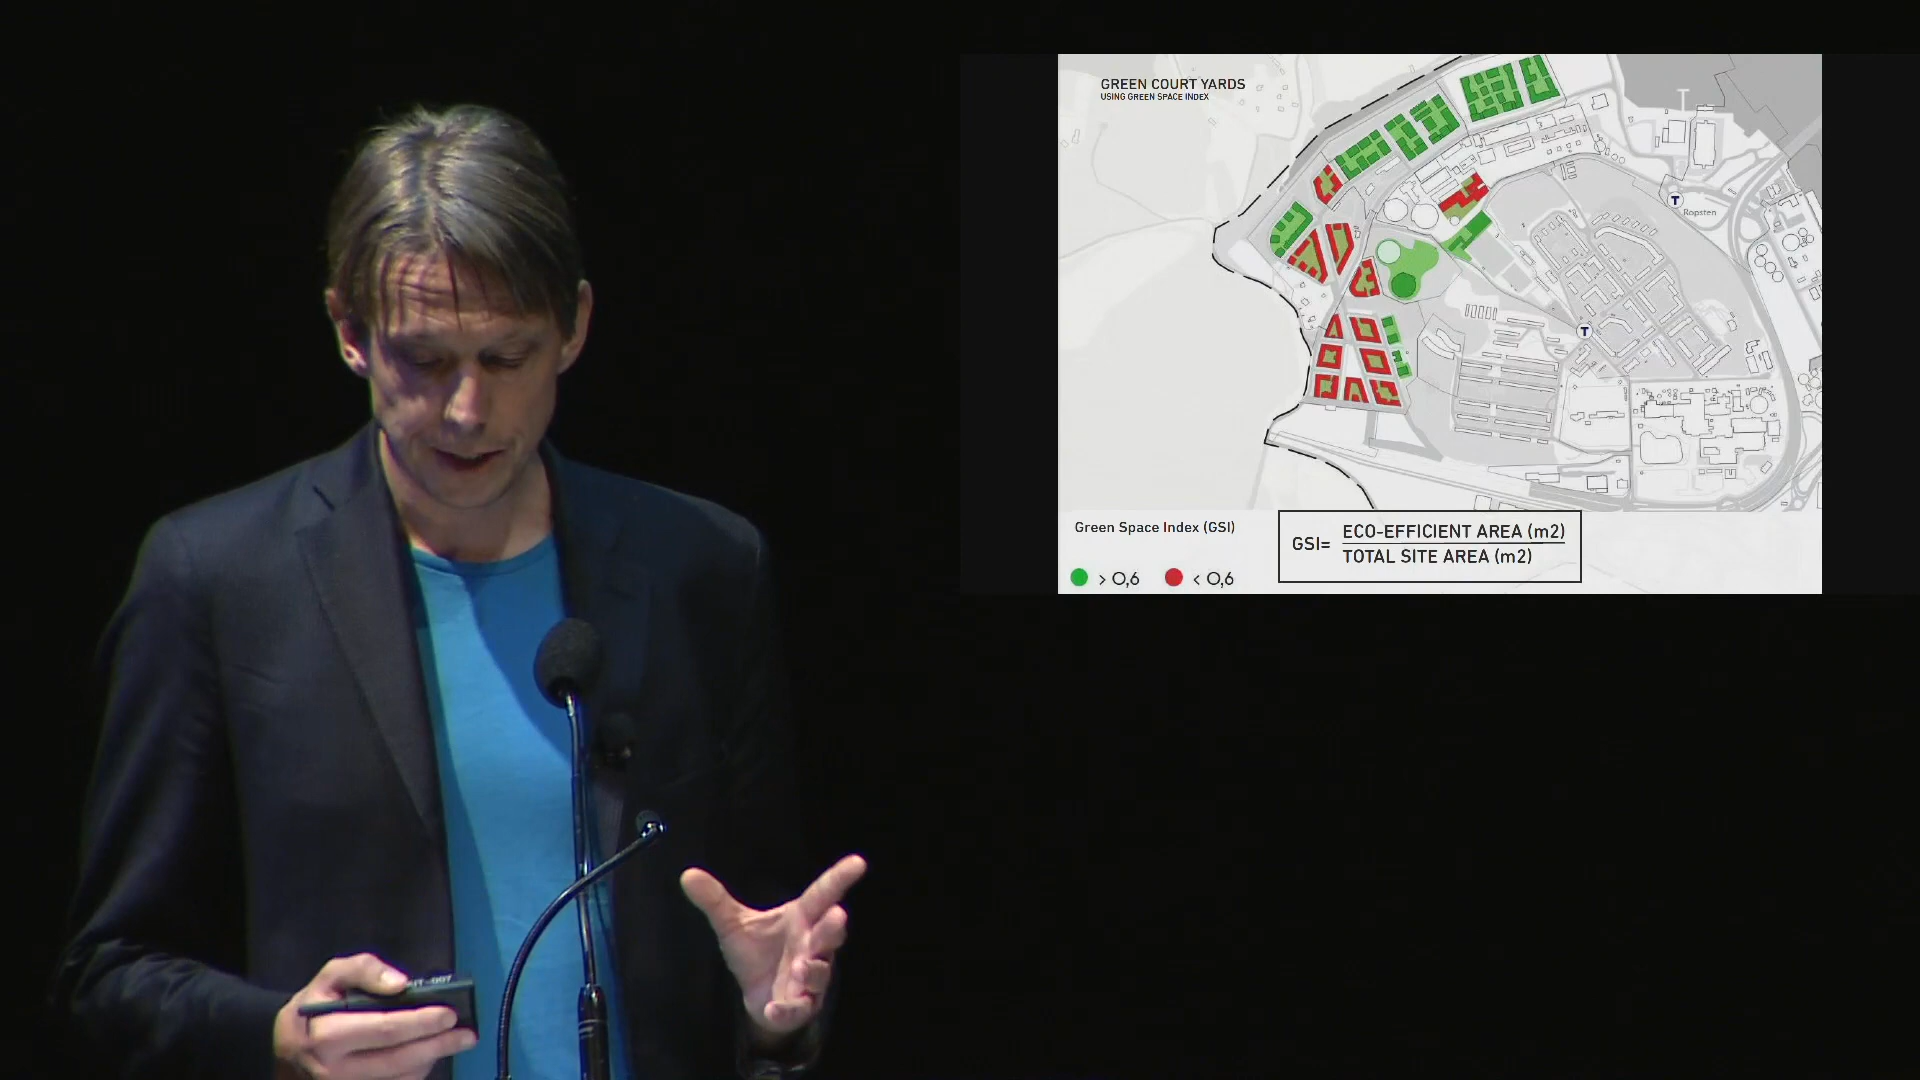 GREEN COURT YARDS
USING GREEN SPACE INDEX
T
Ropsten
T
Green Space Index (GSI)
> 0,6
< 0,6
GSI=
ECO-EFFICIENT AREA (m2)
TOTAL SITE AREA (m2)